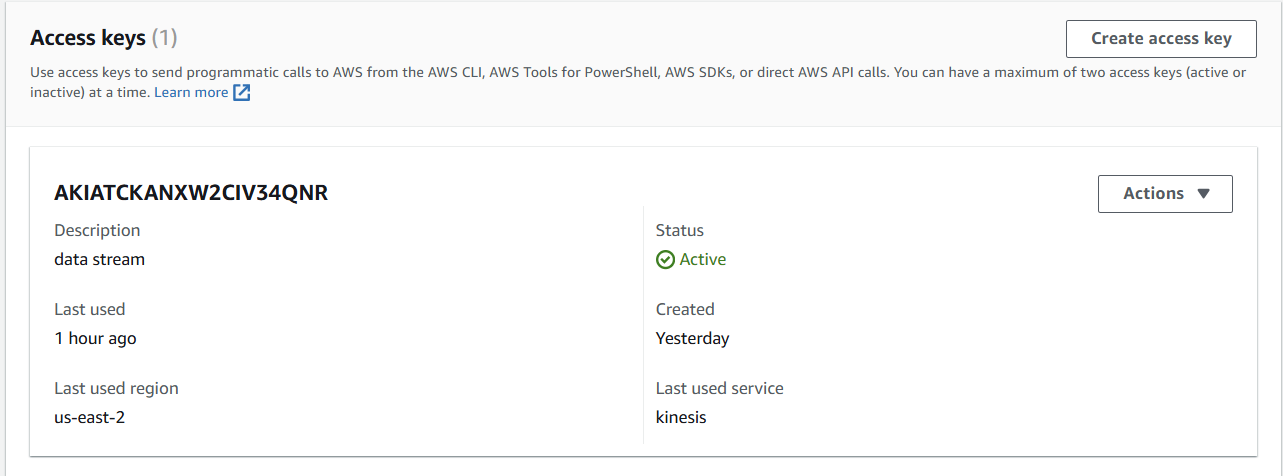 Access keys (1)
Create access key
Use access keys to send programmatic calls to AWS from the AWS CLI, AWS Tools for PowerShell, AWS SDKs, or direct AWS API calls. You can have a maximum of two access keys (active or
inactive) at a time. Learn more
AKIATCKANXW2CIV34QNR
Actions
Description
data stream
Status
Active
Last used
1 hour ago
Created
Yesterday
Last used region
us-east-2
Last used service
kinesis